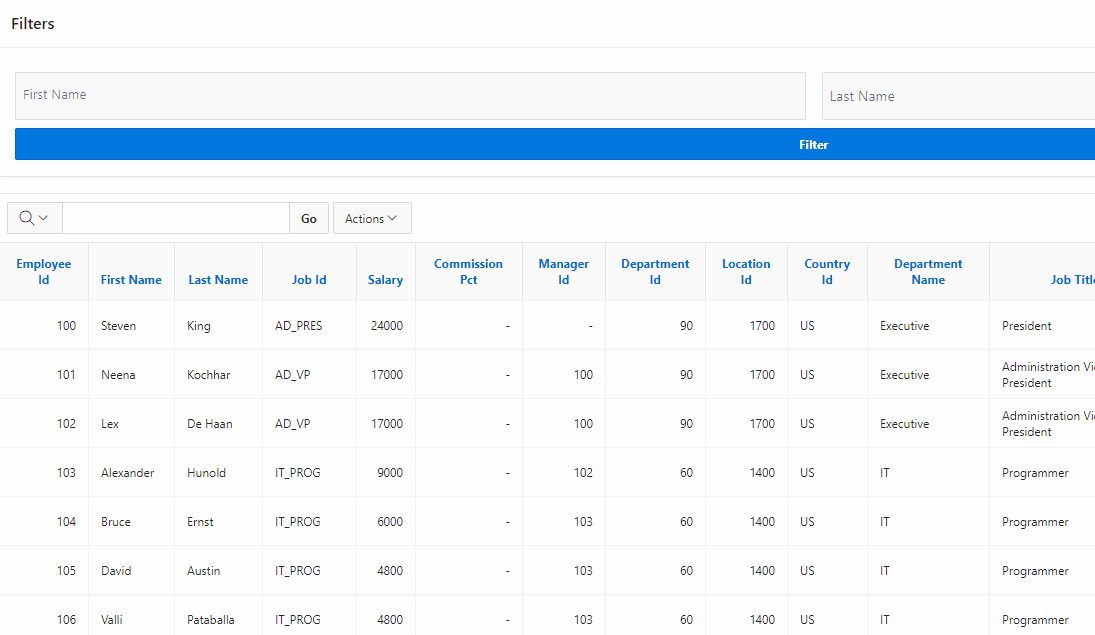 Filters
First Name Last Name
Filter
Go Actions
Employee Id First Name Last Name Job Id Salary Commission Pct Manager Id Department Id Location Id Country Id Department Name Job Title
100 Steven King AD_PRES 24000 - - 90 1700 US Executive President
101 Neena Kochhar AD_VP 17000 - 100 90 1700 US Executive Administration Vi
President
102 Lex De Haan AD_VP 17000 - 100 90 1700 US Executive Administration Vi
President
103 Alexander Hunold IT_PROG 9000 - 102 60 1400 US IT Programmer
104 Bruce Ernst IT_PROG 6000 - 103 60 1400 US IT Programmer
105 David Austin IT_PROG 4800 - 103 60 1400 US IT Programmer
106 Valli Pataballa IT_PROG 4800 - 103 60 1400 US IT Programmer